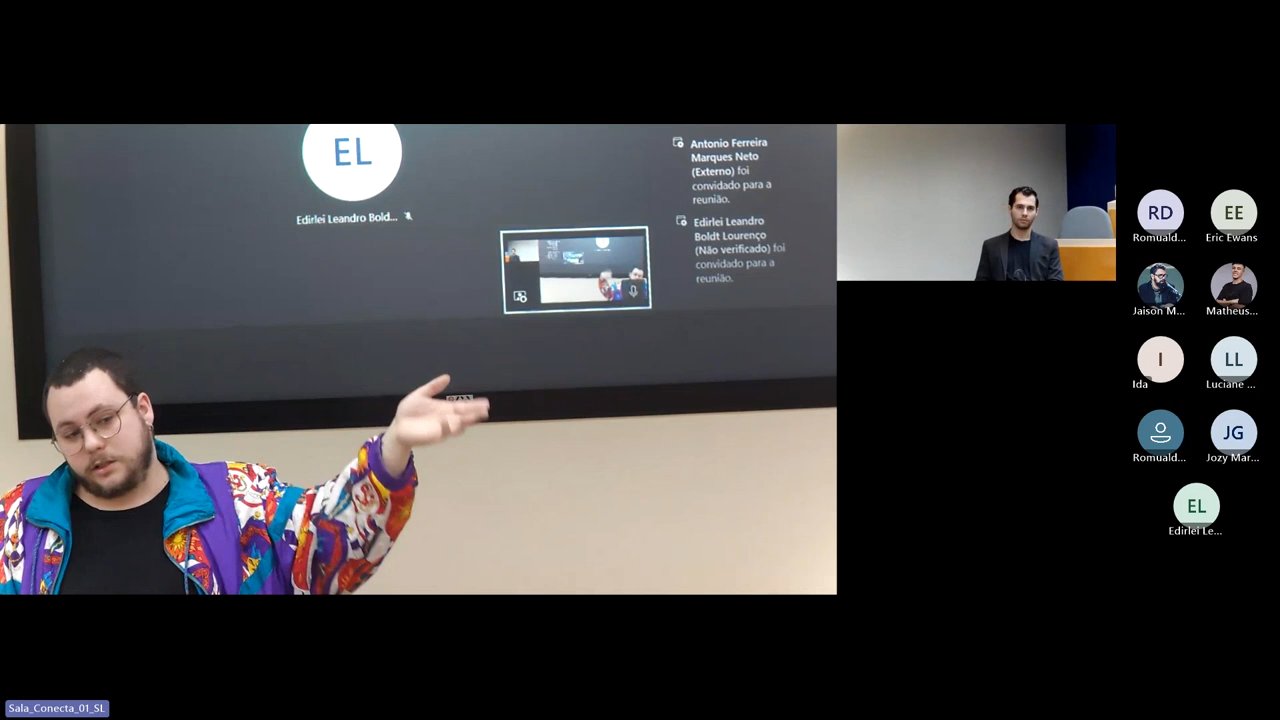 EL
Edirlei Leandro Bold...
Antonio Ferreira
Marques Neto
(Externo) foi
convidado para a
reunião.
Edirlei Leandro
Boldt Lourenço
(Não verificado) foi
convidado para a
reunião.
RD
Romuald...
EE
Eric Ewans
Jaison M...
Matheus...
I
Ida
LL
Luciane ...
Romuald...
JG
Jozy Mar...
EL
Edirlei Le...
Sala_Conecta_01_SL